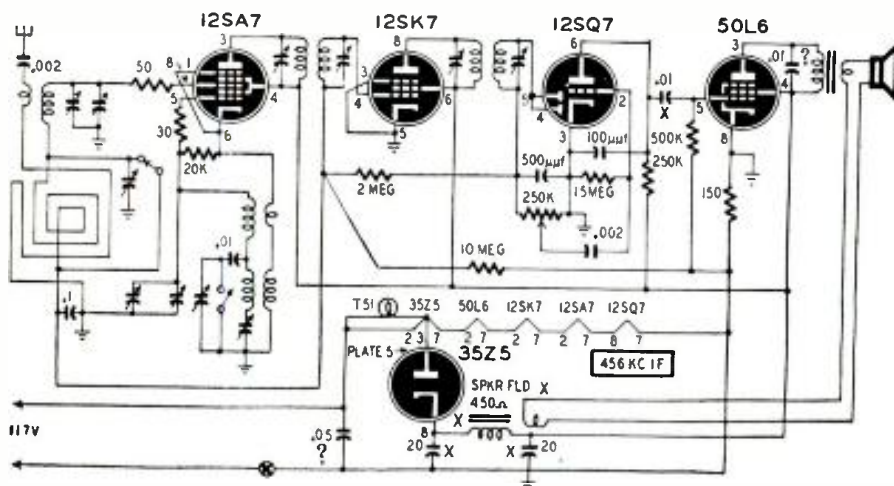 12SA7 12SK7 12SQ7 50L6
3 8 6 3
.002
50 8 1
5 4
3 4 6
5 4 2
.01
X
5 4
.01
?
6
5
3
8
30
20K
500µµf
100µµf
500K
250K
2 MEG
250K
15MEG
150
.002
.01
10 MEG
.1
T51 35Z5 50L6 12SK7 12SA7 12SQ7
2 3 7 2 7 2 7 2 7 8 7
PLATE 5
35Z5
456 KC IF
SPKR FLD
X
450Ω
X
117V
.05
?
8
20
X
X
20